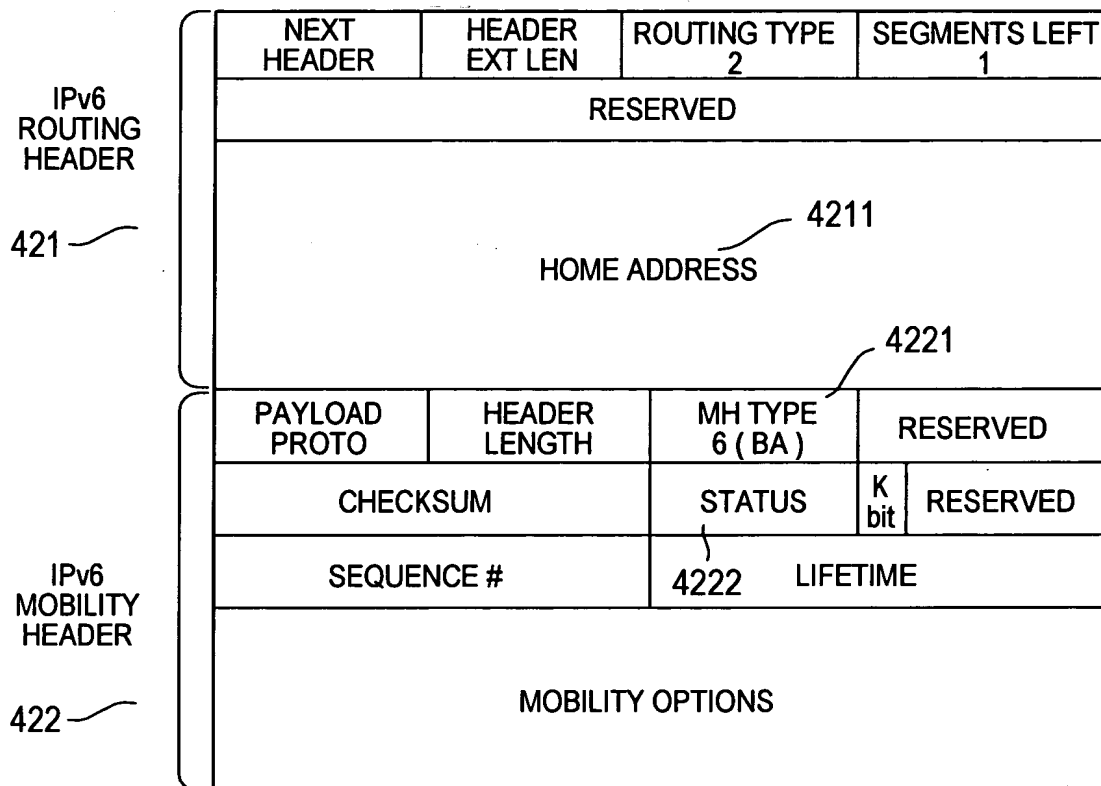 NEXT HEADER
HEADER EXT LEN
ROUTING TYPE 2
SEGMENTS LEFT 1
IPv6 ROUTING HEADER
RESERVED
421
4211
HOME ADDRESS
4221
PAYLOAD PROTO
HEADER LENGTH
MH TYPE 6 ( BA )
RESERVED
CHECKSUM
STATUS
K bit
RESERVED
IPv6 MOBILITY HEADER
SEQUENCE #
4222
LIFETIME
422
MOBILITY OPTIONS